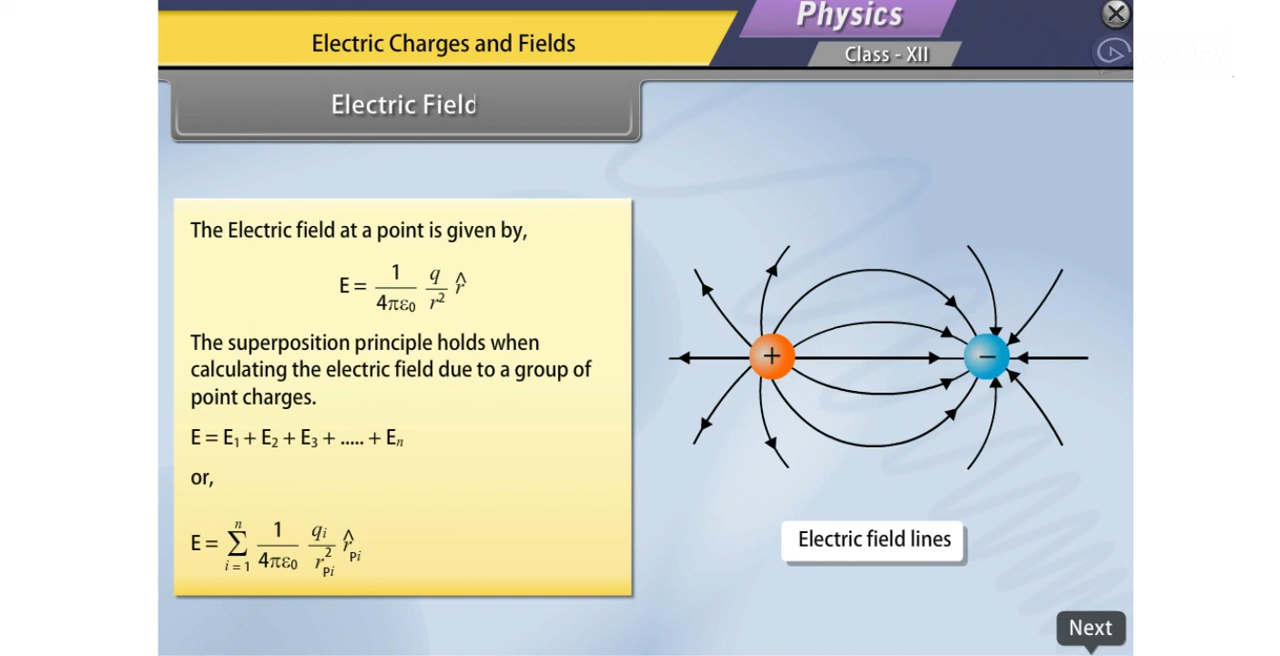 Physics
Electric Charges and Fields
Class - XII
Electric Field
The Electric field at a point is given by,
E = 1/4πε₀ q/r² r̂
The superposition principle holds when
calculating the electric field due to a group of
point charges.
E = E₁ + E₂ + E₃ + ..... + Eₙ
or,
E = Σⁿᵢ₌₁ 1/4πε₀ qᵢ/r²ₚᵢ r̂ₚᵢ
+
−
Electric field lines
Next